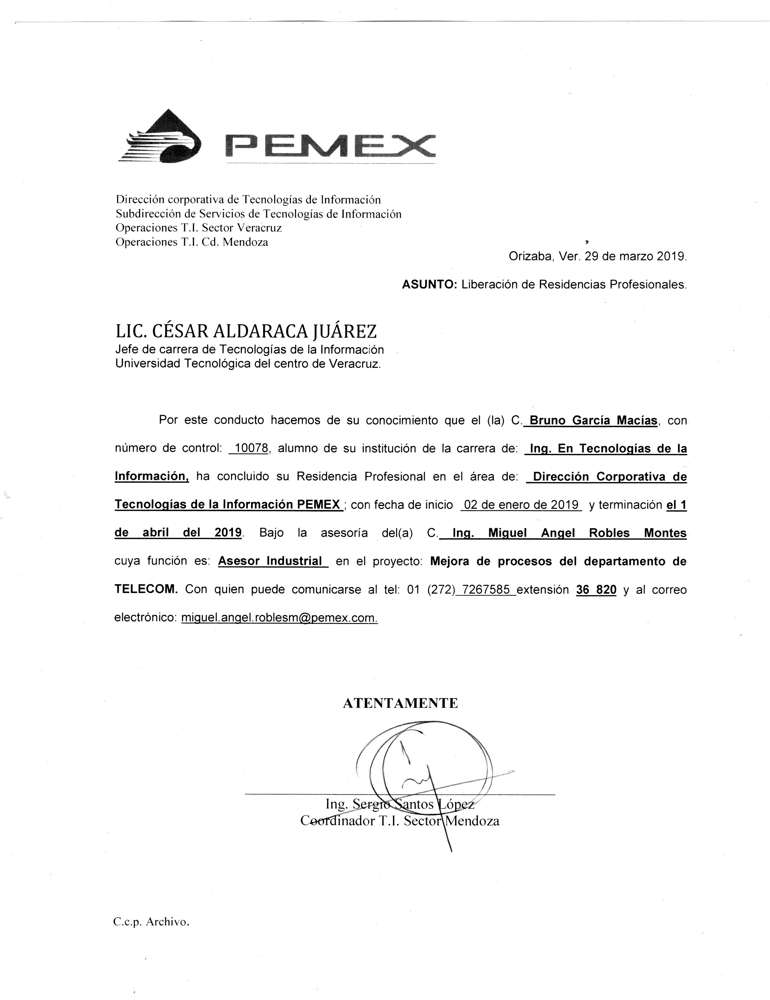 PEMEX
Dirección corporativa de Tecnologías de Información
Subdirección de Servicios de Tecnologías de Información
Operaciones T.I. Sector Veracruz
Operaciones T.I. Cd. Mendoza
Orizaba, Ver. 29 de marzo 2019.
ASUNTO: Liberación de Residencias Profesionales.
LIC. CÉSAR ALDARACA JUÁREZ
Jefe de carrera de Tecnologías de la Información
Universidad Tecnológica del centro de Veracruz.
Por este conducto hacemos de su conocimiento que el (la) C. Bruno García Macías, con
número de control: 10078, alumno de su institución de la carrera de: Ing. En Tecnologías de la
Información, ha concluido su Residencia Profesional en el área de: Dirección Corporativa de
Tecnologías de la Información PEMEX ; con fecha de inicio 02 de enero de 2019 y terminación el 1
de abril del 2019. Bajo la asesoría del(a) C. Ing. Miguel Angel Robles Montes
cuya función es: Asesor Industrial en el proyecto: Mejora de procesos del departamento de
TELECOM. Con quien puede comunicarse al tel: 01 (272) 7267585 extensión 36 820 y al correo
electrónico: miguel.angel.roblesm@pemex.com.
ATENTAMENTE
Ing. Sergio Santos López
Coordinador T.I. Sector Mendoza
C.c.p. Archivo.